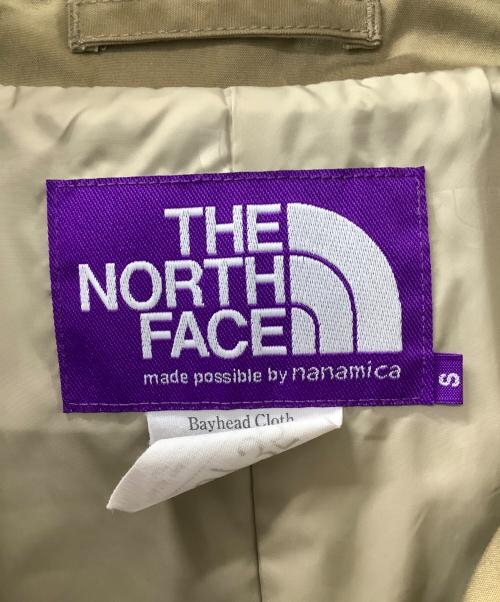 THE
NORTH
FACE
made possible by nanamica
S
Bayhead Cloth